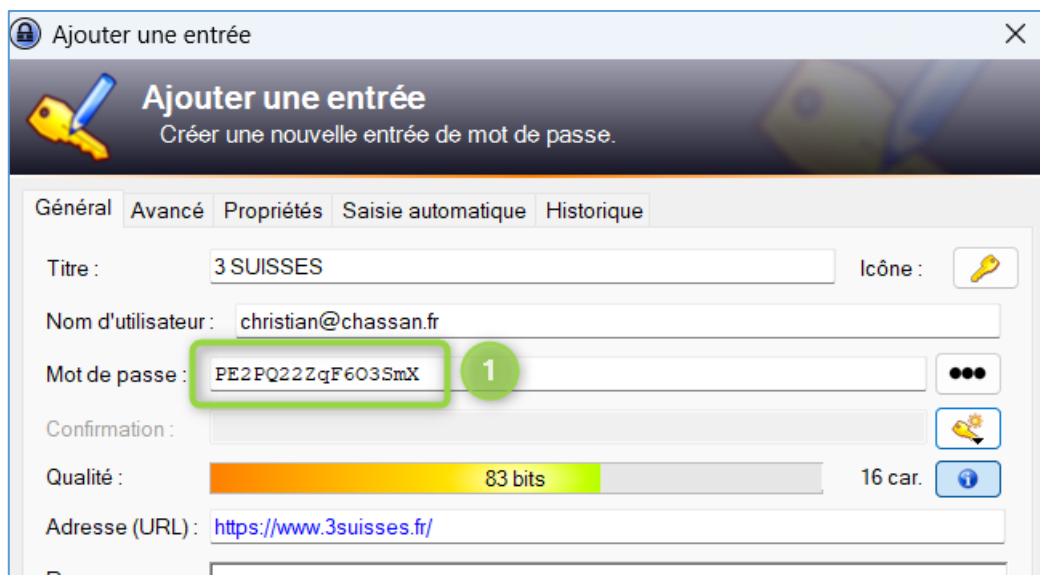 Ajouter une entrée
Ajouter une entrée
Créer une nouvelle entrée de mot de passe.
Général Avancé Propriétés Saisie automatique Historique
Titre : 3 SUISSES Icône :
Nom d'utilisateur : christian@chassan.fr
Mot de passe : PE2PQ22ZqF6O3SmX 1
Confirmation :
Qualité : 83 bits 16 car.
Adresse (URL) : https://www.3suisses.fr/